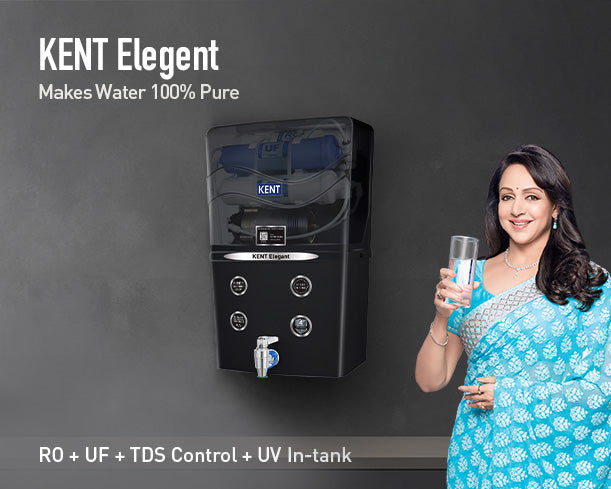 KENT Elegent
Makes Water 100% Pure
UF
KENT
KENT Elegant
RO + UF + TDS Control + UV In-tank